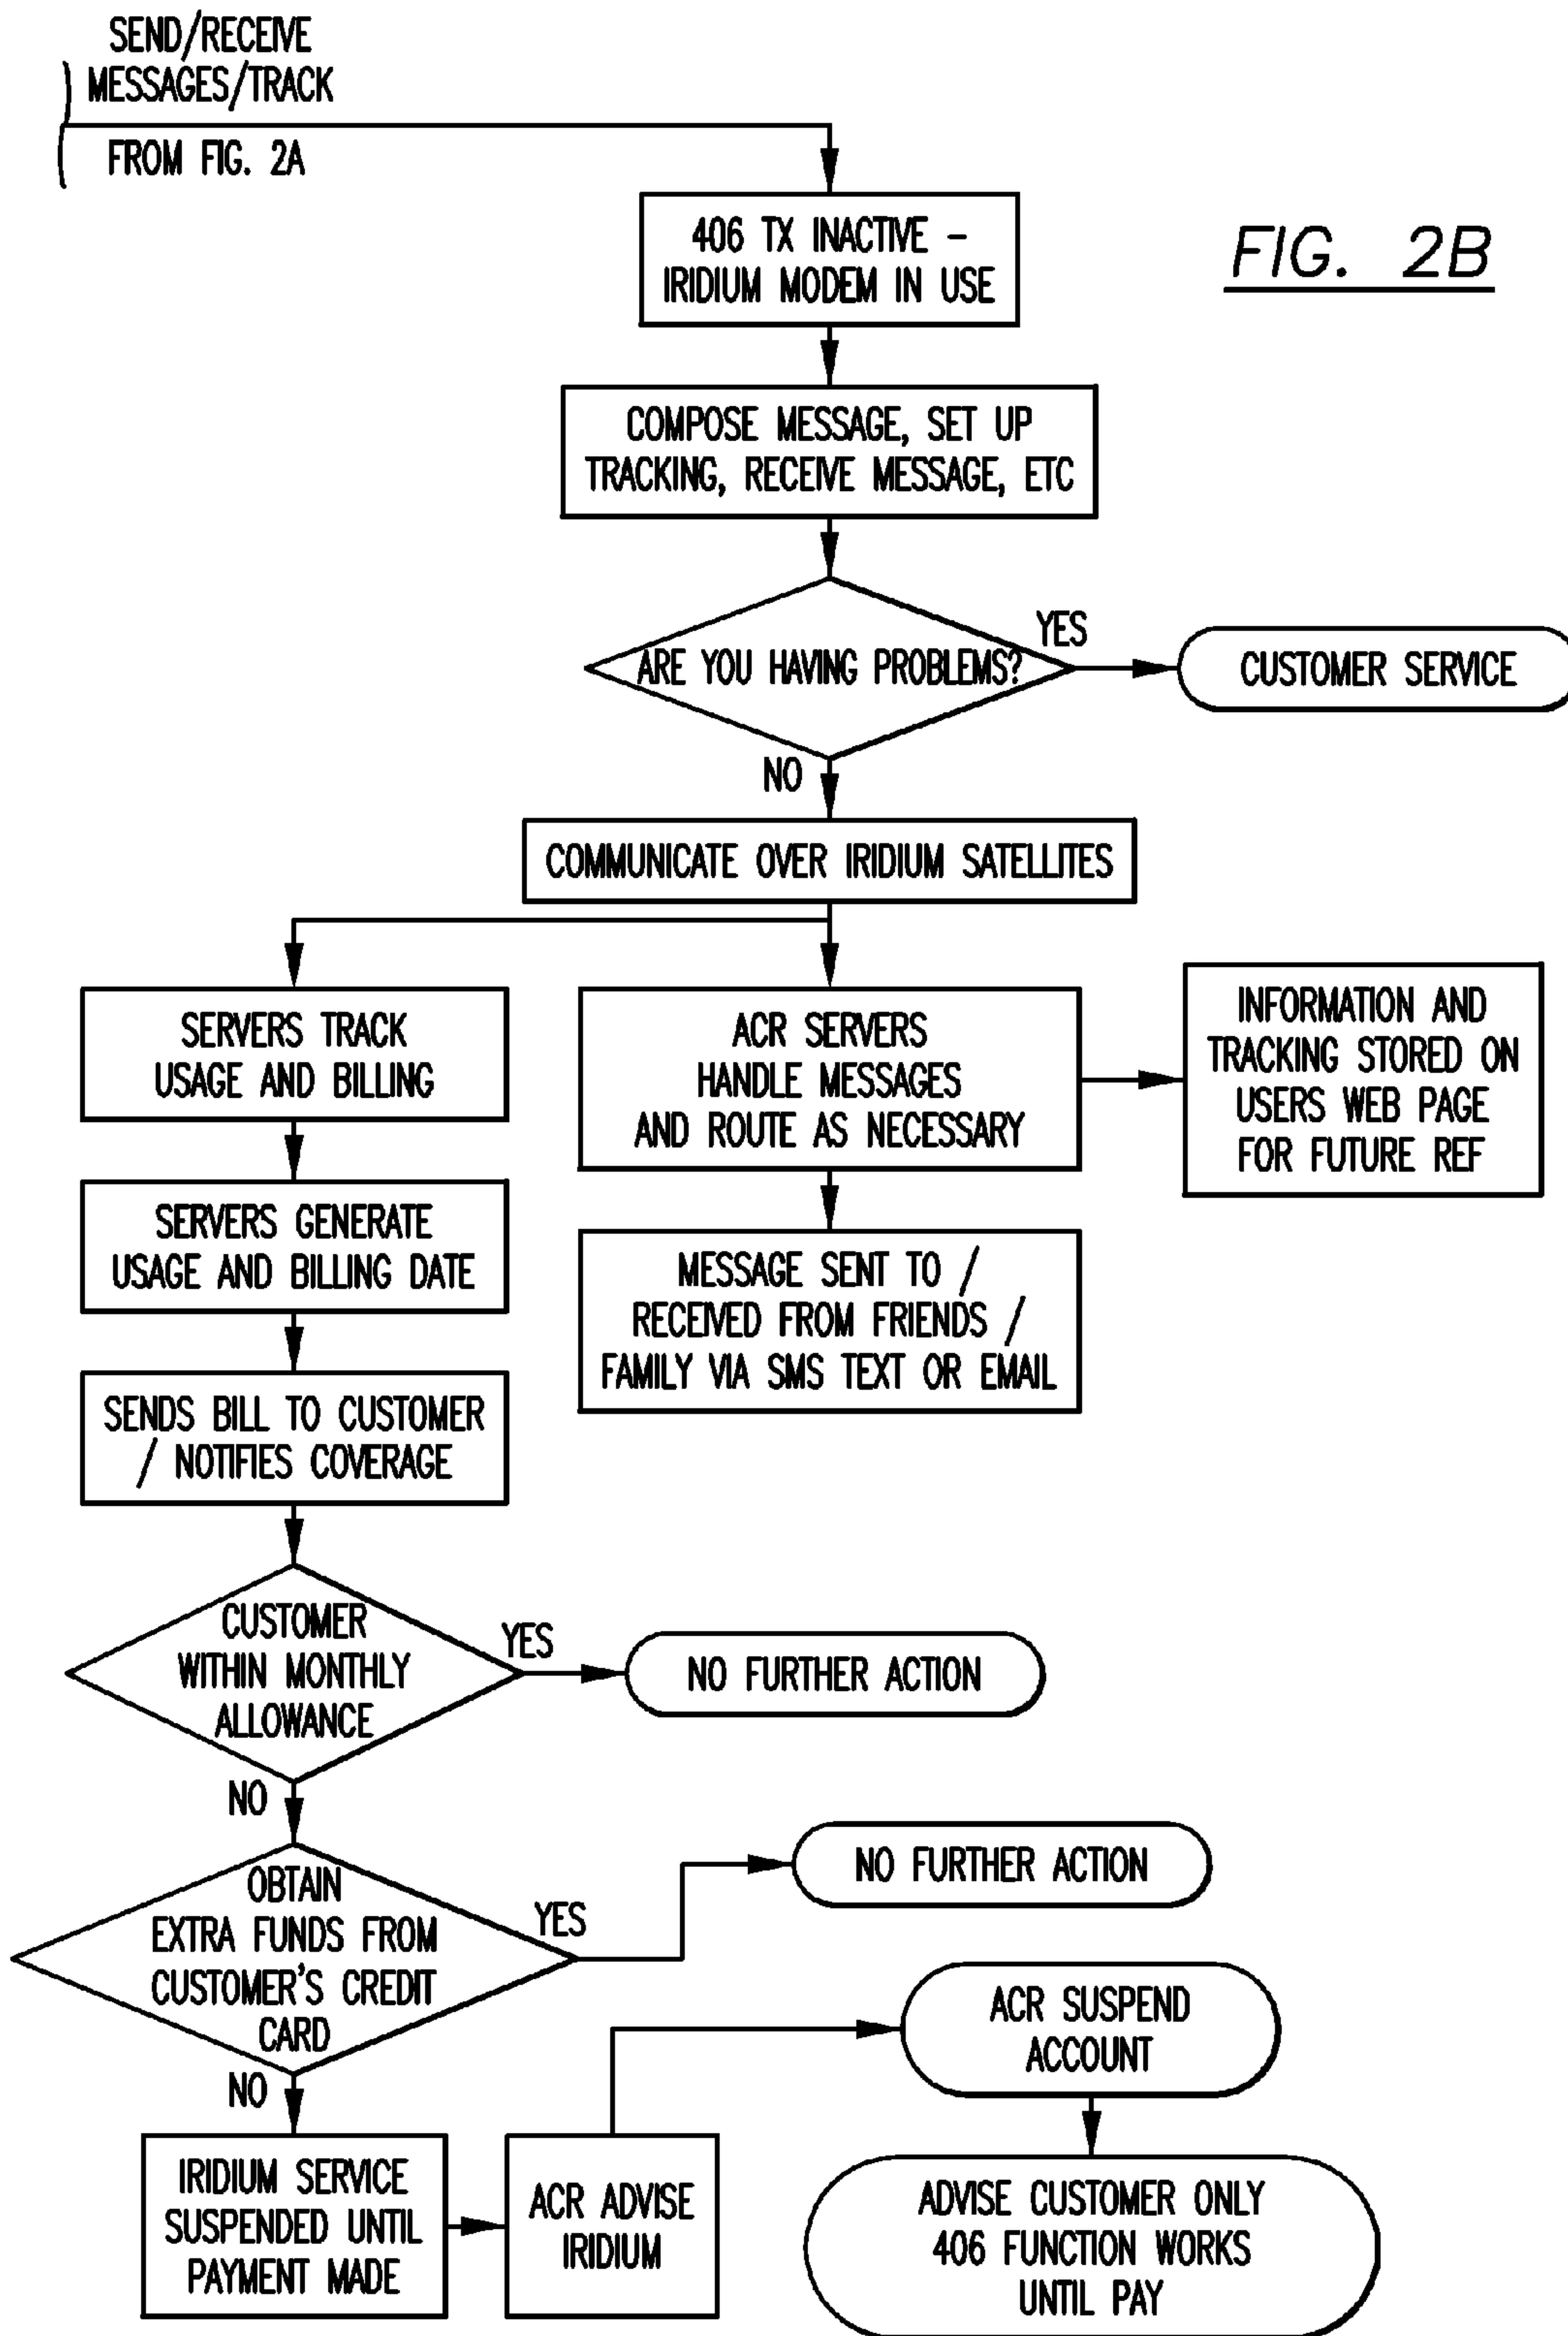 SEND/RECEIVE
MESSAGES/TRACK
FROM FIG. 2A
406 TX INACTIVE –
IRIDIUM MODEM IN USE
FIG. 2B
COMPOSE MESSAGE, SET UP
TRACKING, RECEIVE MESSAGE, ETC
ARE YOU HAVING PROBLEMS?
YES
CUSTOMER SERVICE
NO
COMMUNICATE OVER IRIDIUM SATELLITES
SERVERS TRACK
USAGE AND BILLING
ACR SERVERS
HANDLE MESSAGES
AND ROUTE AS NECESSARY
INFORMATION AND
TRACKING STORED ON
USERS WEB PAGE
FOR FUTURE REF
SERVERS GENERATE
USAGE AND BILLING DATE
MESSAGE SENT TO /
RECEIVED FROM FRIENDS /
FAMILY VIA SMS TEXT OR EMAIL
SENDS BILL TO CUSTOMER
/ NOTIFIES COVERAGE
CUSTOMER
WITHIN MONTHLY
ALLOWANCE
YES
NO FURTHER ACTION
NO
OBTAIN
EXTRA FUNDS FROM
CUSTOMER'S CREDIT
CARD
YES
NO FURTHER ACTION
NO
IRIDIUM SERVICE
SUSPENDED UNTIL
PAYMENT MADE
ACR ADVISE
IRIDIUM
ACR SUSPEND
ACCOUNT
ADVISE CUSTOMER ONLY
406 FUNCTION WORKS
UNTIL PAY